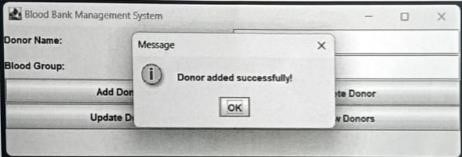 Blood Bank Management System
Donor Name:
Message
Blood Group:
Donor added successfully!
Add Don
te Donor
OK
Update D
w Donors